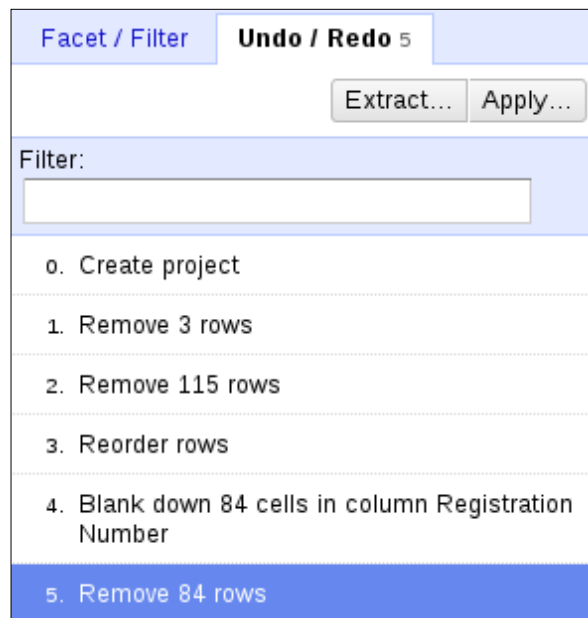 Facet / Filter Undo / Redo 5
Extract... Apply...
Filter:
0. Create project
1. Remove 3 rows
2. Remove 115 rows
3. Reorder rows
4. Blank down 84 cells in column Registration
Number
5. Remove 84 rows